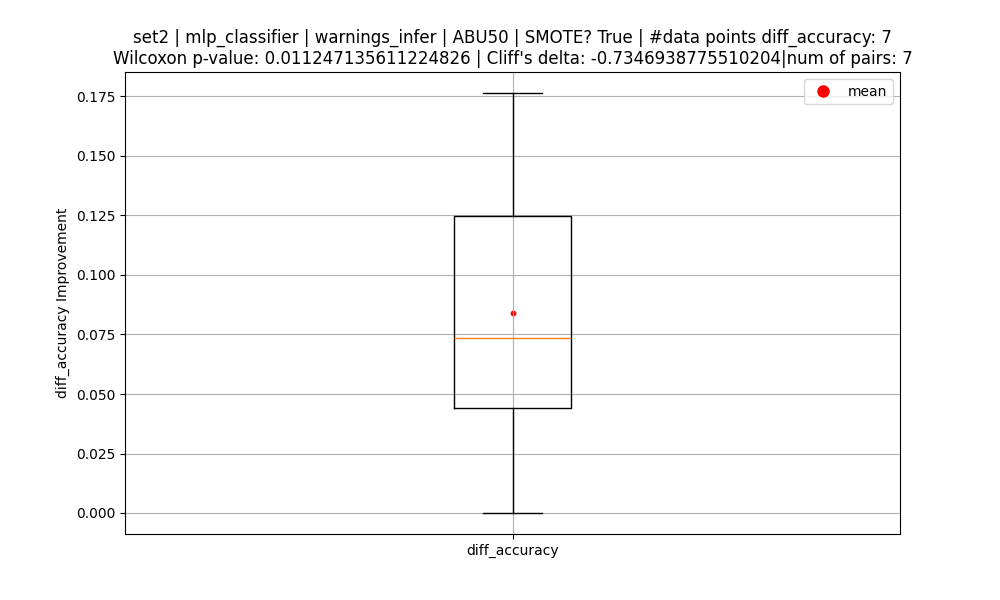 set2 | mlp_classifier | warnings_infer | ABU50 | SMOTE? True | #data points diff_accuracy: 7
Wilcoxon p-value: 0.011247135611224826 | Cliff's delta: -0.7346938775510204|num of pairs: 7
mean
0.175
0.150
0.125
0.100
0.075
0.050
0.025
0.000
diff_accuracy Improvement
diff_accuracy